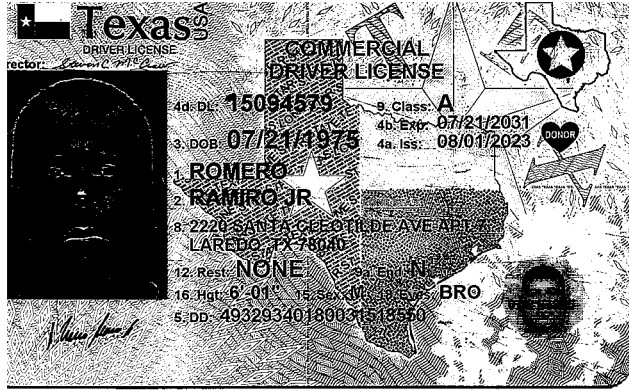 Texas
USA
DRIVER LICENSE
rector:
COMMERCIAL
DRIVER LICENSE
4d. DL: 15094579
9. Class: A
4b. Exp: 07/21/2031
3. DOB: 07/21/1975
4a. Iss: 08/01/2023
DONOR
1. ROMERO
2. RAMIRO JR
8. 2220 SANTA CLEOTILDE AVE APT 7
LAREDO, TX 78040
12. Rest: NONE
9a. End: N
16. Hgt: 6'-01" 15. Sex: M 18. Eyes: BRO
5. DD: